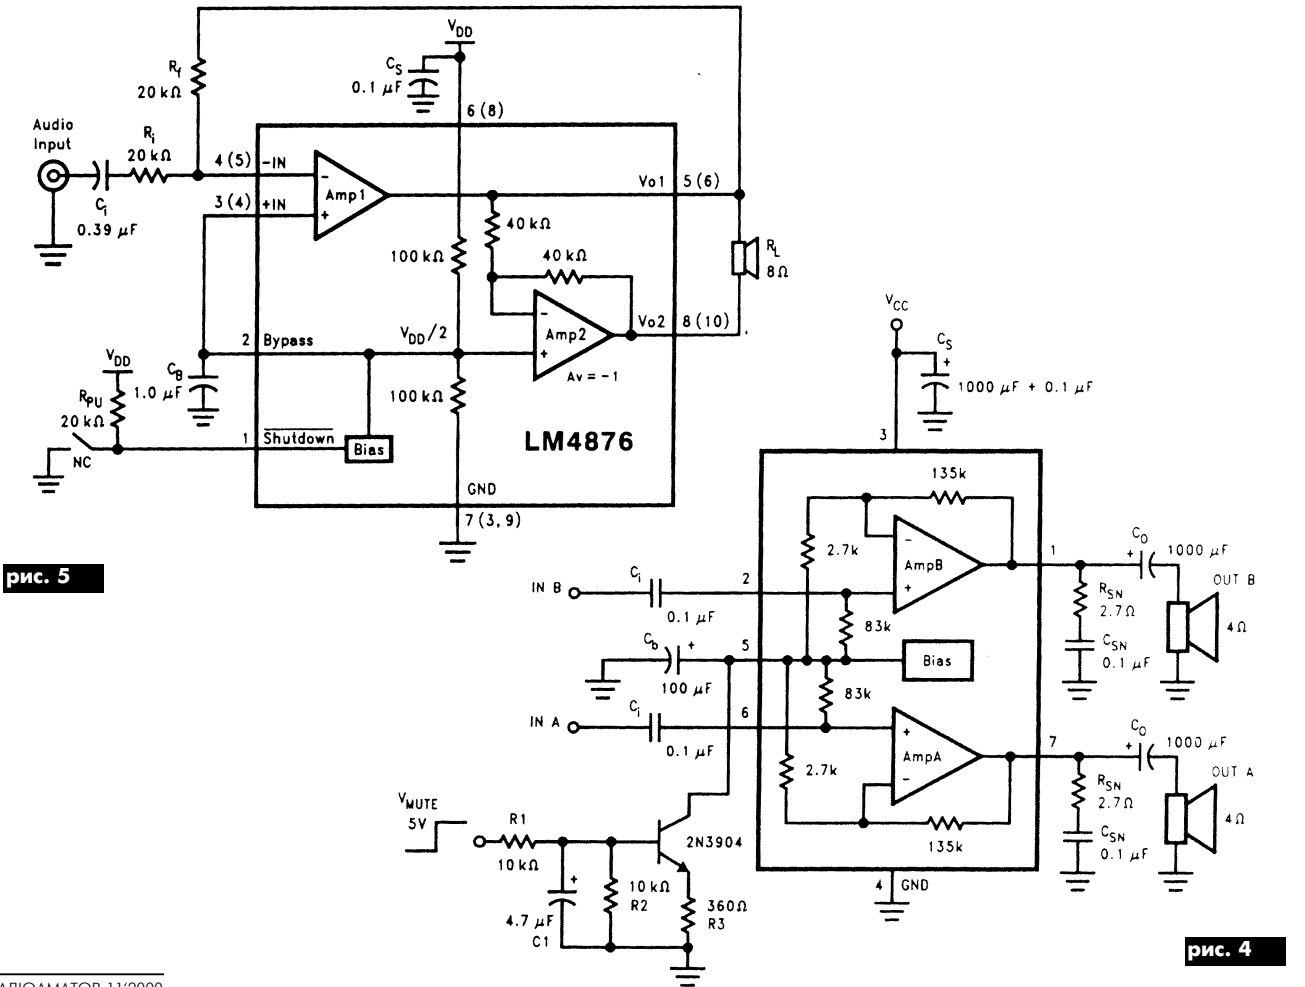 V_DD
C_S
0.1 µF
R_f
20 kΩ
6 (8)
Audio
Input
R_i
20 kΩ
4 (5) -IN
C_i
0.39 µF
3 (4) +IN
-
+
Amp1
Vo1 5 (6)
40 kΩ
100 kΩ
40 kΩ
R_L
8Ω
2 Bypass
V_DD/2
-
+
Amp2
Vo2 8 (10)
Av = -1
V_DD
C_B
1.0 µF
R_PU
20 kΩ
100 kΩ
1 Shutdown
Bias
LM4876
NC
GND
7 (3, 9)
рис. 5
V_CC
C_S
+
1000 µF + 0.1 µF
3
135k
2.7k
-
+
AmpB
1
C_O
+
1000 µF
OUT B
R_SN
2.7Ω
4Ω
C_SN
0.1 µF
IN B
C_i
0.1 µF
2
83k
C_b
+
100 µF
5
Bias
83k
IN A
C_i
0.1 µF
6
+
-
AmpA
2.7k
135k
7
C_O
+
1000 µF
OUT A
R_SN
2.7Ω
4Ω
C_SN
0.1 µF
V_MUTE
5V
R1
10 kΩ
2N3904
+
4.7 µF
C1
10 kΩ
R2
360Ω
R3
4 GND
рис. 4